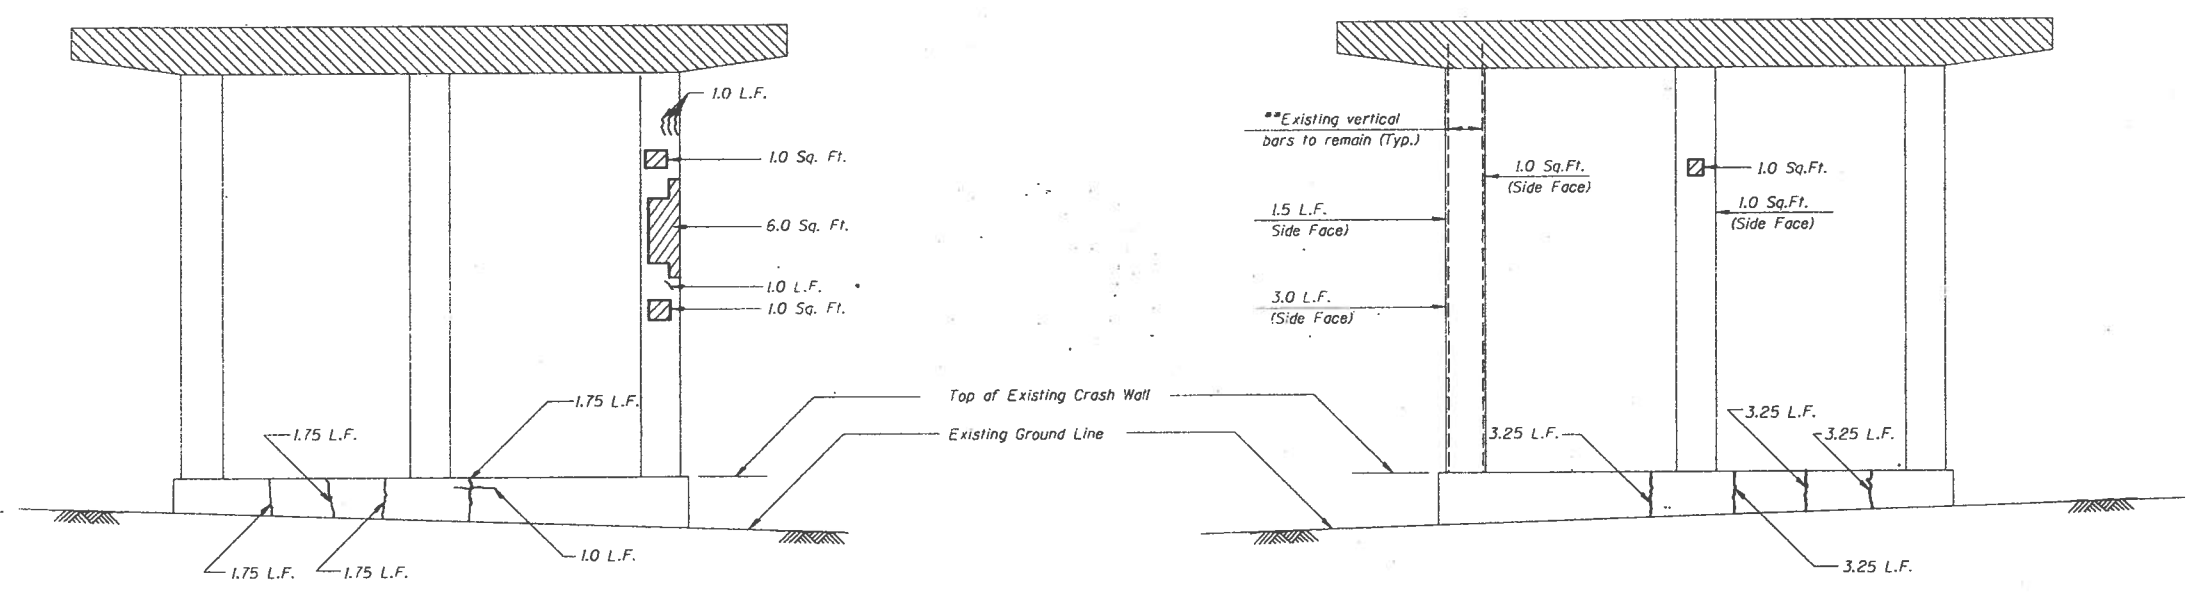 1.0 L.F.
1.0 Sq. Ft.
6.0 Sq. Ft.
1.0 L.F.
1.0 Sq. Ft.
1.75 L.F.
1.75 L.F.
1.75 L.F.
1.75 L.F.
1.0 L.F.
Top of Existing Crash Wall
Existing Ground Line
**Existing vertical
bars to remain (Typ.)
1.0 Sq.Ft.
(Side Face)
1.5 L.F.
Side Face)
3.0 L.F.
(Side Face)
1.0 Sq.Ft.
1.0 Sq.Ft.
(Side Face)
3.25 L.F.
3.25 L.F.
3.25 L.F.
3.25 L.F.